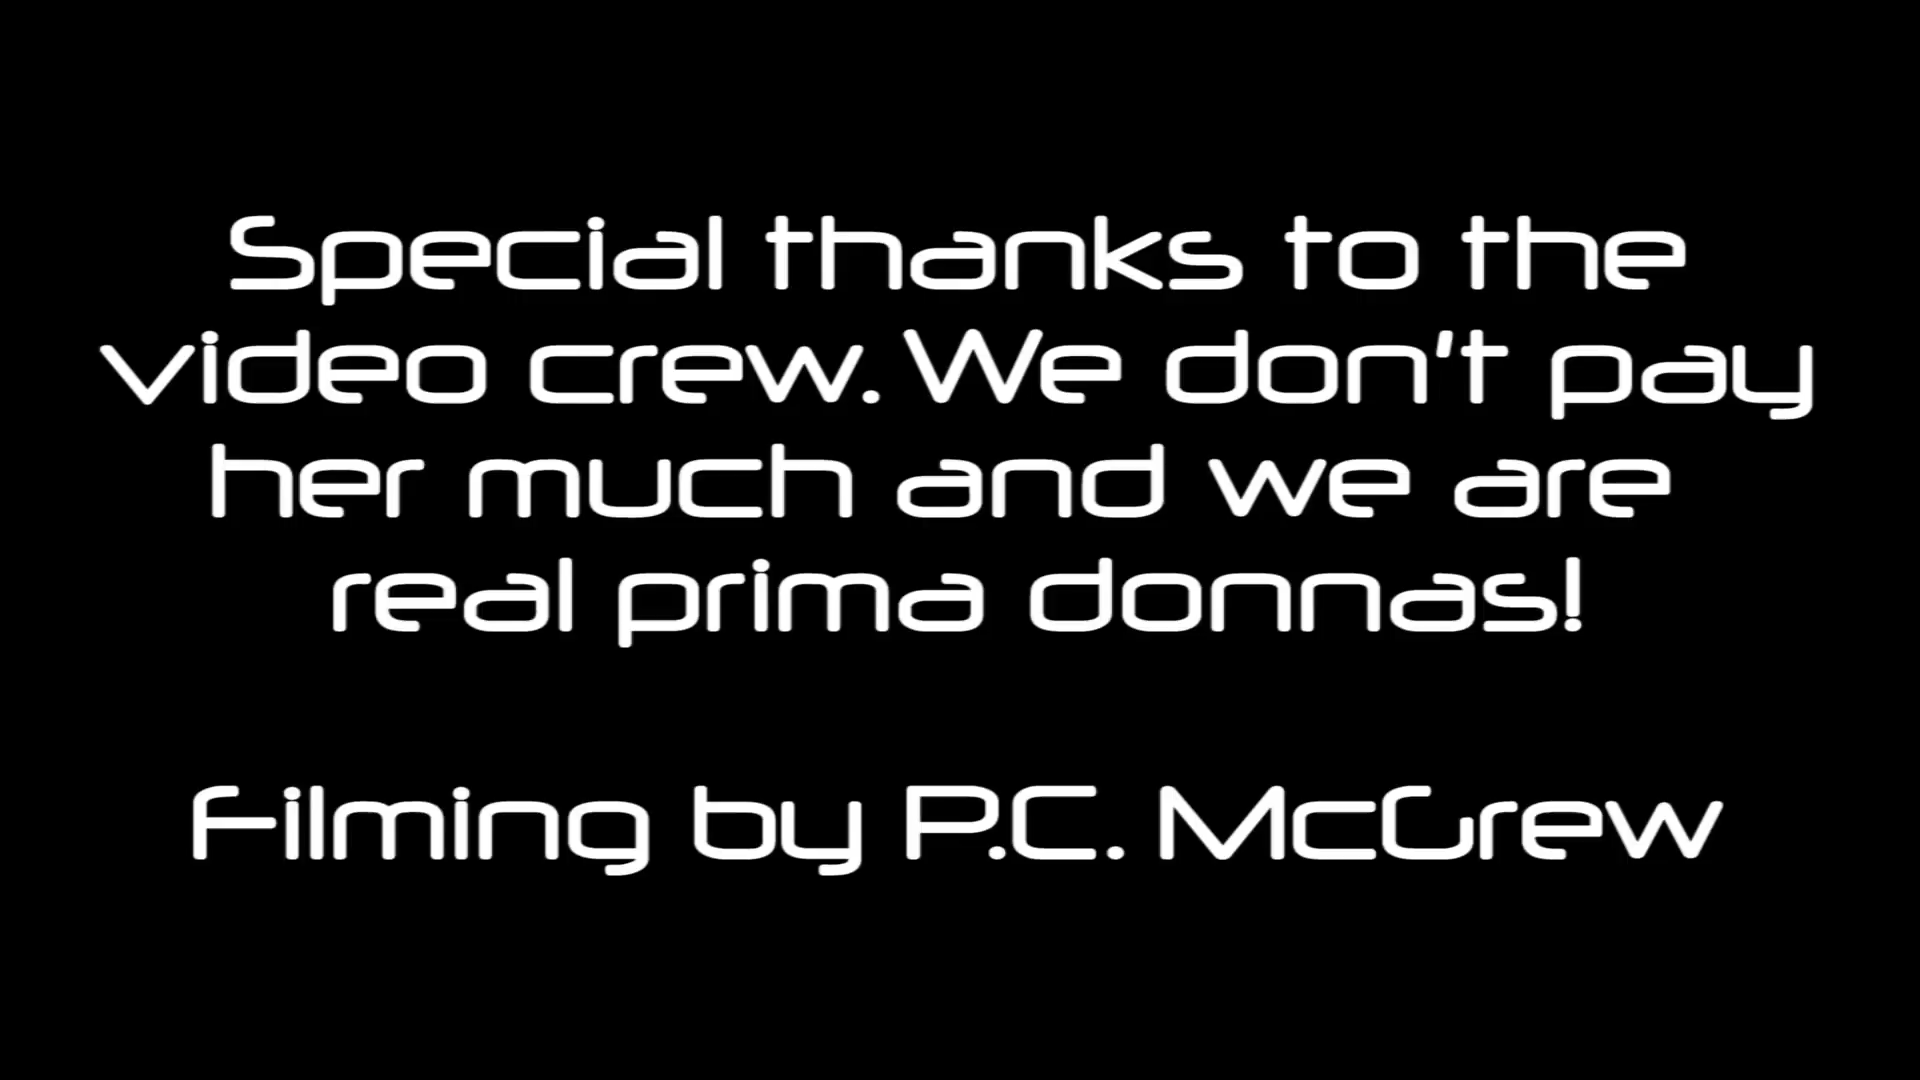 Special thanks to the
video crew. We don't pay
her much and we are
real prima donnas!
Filming by P.C. McGrew